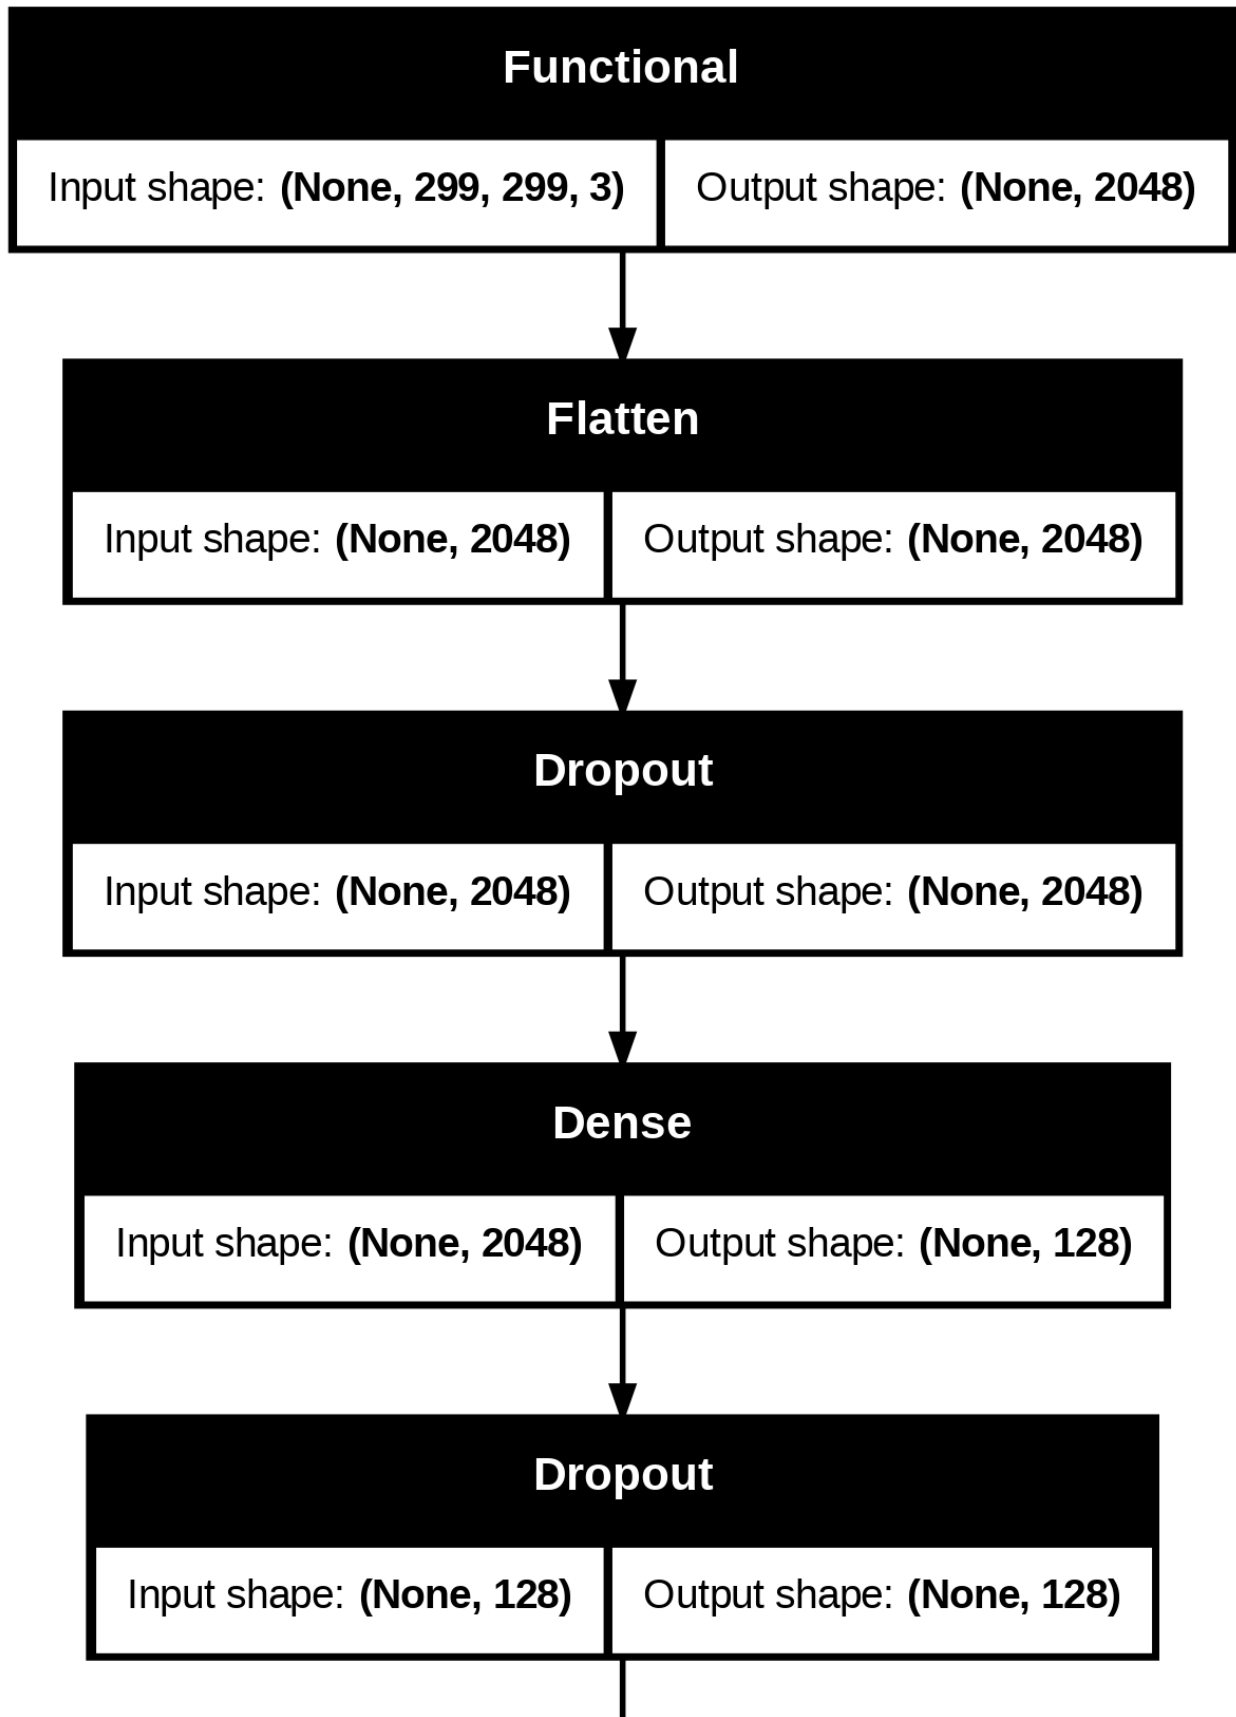 Functional
Input shape: (None, 299, 299, 3) Output shape: (None, 2048)
Flatten
Input shape: (None, 2048) Output shape: (None, 2048)
Dropout
Input shape: (None, 2048) Output shape: (None, 2048)
Dense
Input shape: (None, 2048) Output shape: (None, 128)
Dropout
Input shape: (None, 128) Output shape: (None, 128)